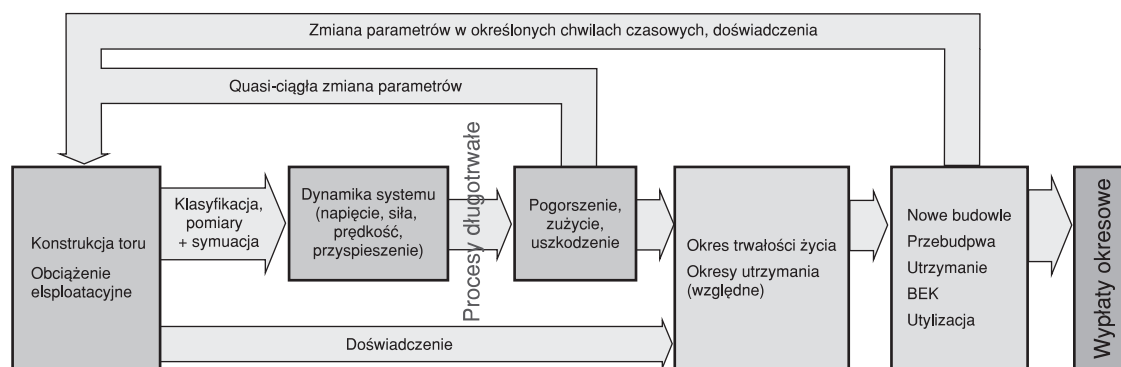 Zmiana parametrów w określonych chwilach czasowych, doświadczenia
Quasi-ciągła zmiana parametrów
Konstrukcja toru
Obciążenie
elsploatacyjne
Klasyfikacja,
pomiary
+ symuacja
Dynamika systemu
(napięcie, siła,
prędkość,
przyspieszenie)
Procesy długotrwałe
Pogorszenie,
zużycie,
uszkodzenie
Okres trwałości życia
Okresy utrzymania
(względne)
Nowe budowle
Przebudpwa
Utrzymanie
BEK
Utylizacja
Wypłaty okresowe
Doświadczenie